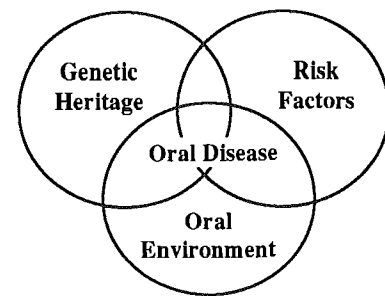 Genetic
Heritage
Risk
Factors
Oral Disease
Oral
Environment